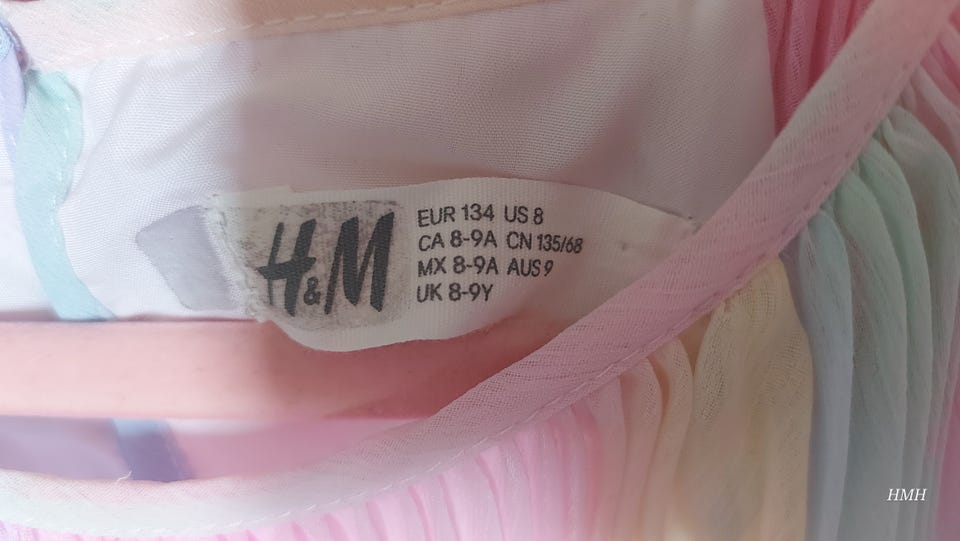 H&M
EUR 134 US 8
CA 8-9A CN 135/68
MX 8-9A AUS 9
UK 8-9Y
HMH